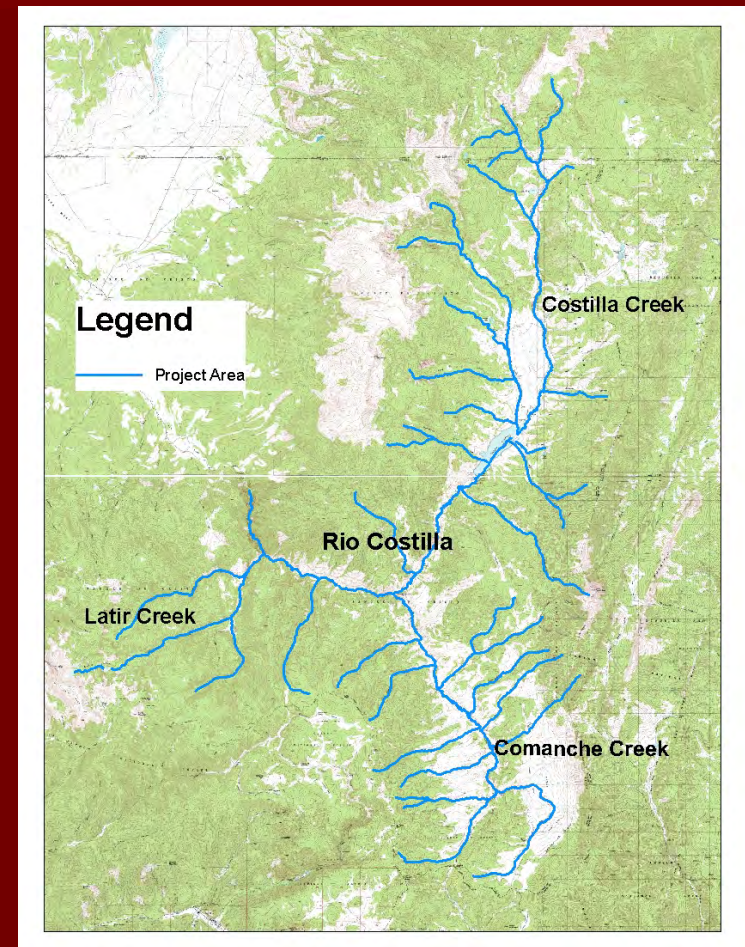 Costilla Creek
Legend
Project Area
Rio Costilla
Latir Creek
Comanche Creek